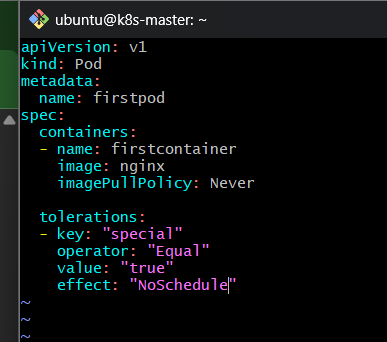 ubuntu@k8s-master: ~
apiVersion: v1
kind: Pod
metadata:
  name: firstpod
spec:
  containers:
  - name: firstcontainer
    image: nginx
    imagePullPolicy: Never

  tolerations:
  - key: "special"
    operator: "Equal"
    value: "true"
    effect: "NoSchedule"
~
~
~